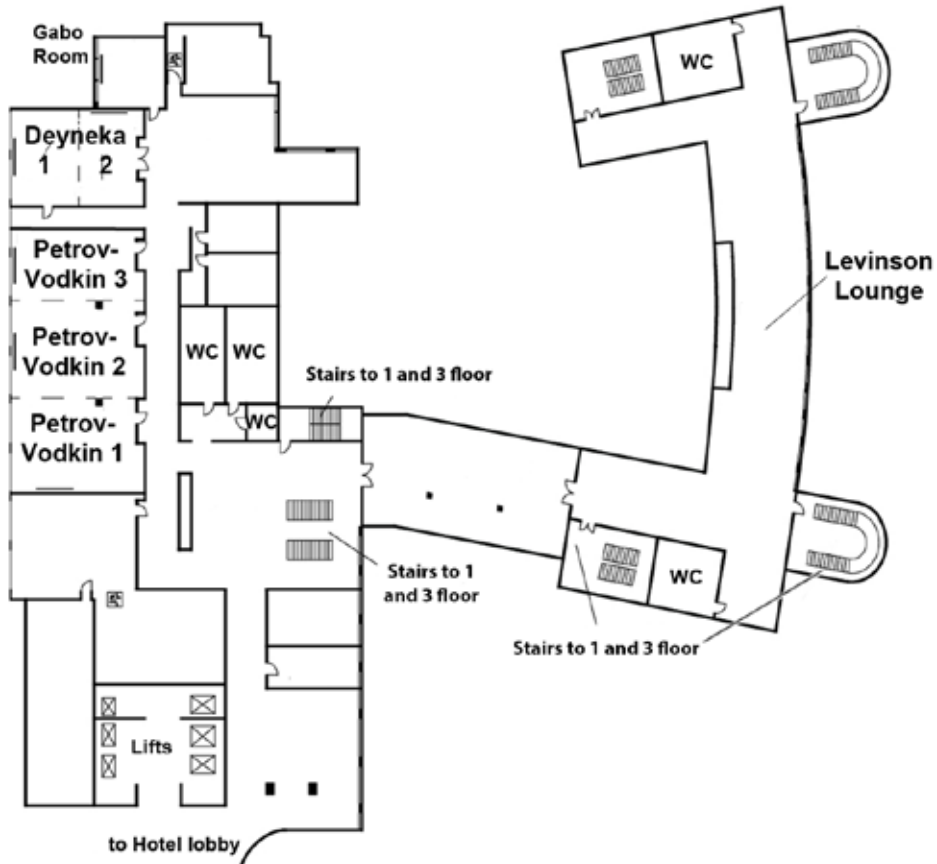 Gabo
Room
WC
Deyneka
1 2
Petrov-
Vodkin 3
Levinson
Lounge
Petrov-
Vodkin 2
WC WC
Stairs to 1 and 3 floor
Petrov-
Vodkin 1
WC
Stairs to 1
and 3 floor
WC
Stairs to 1 and 3 floor
Lifts
to Hotel lobby